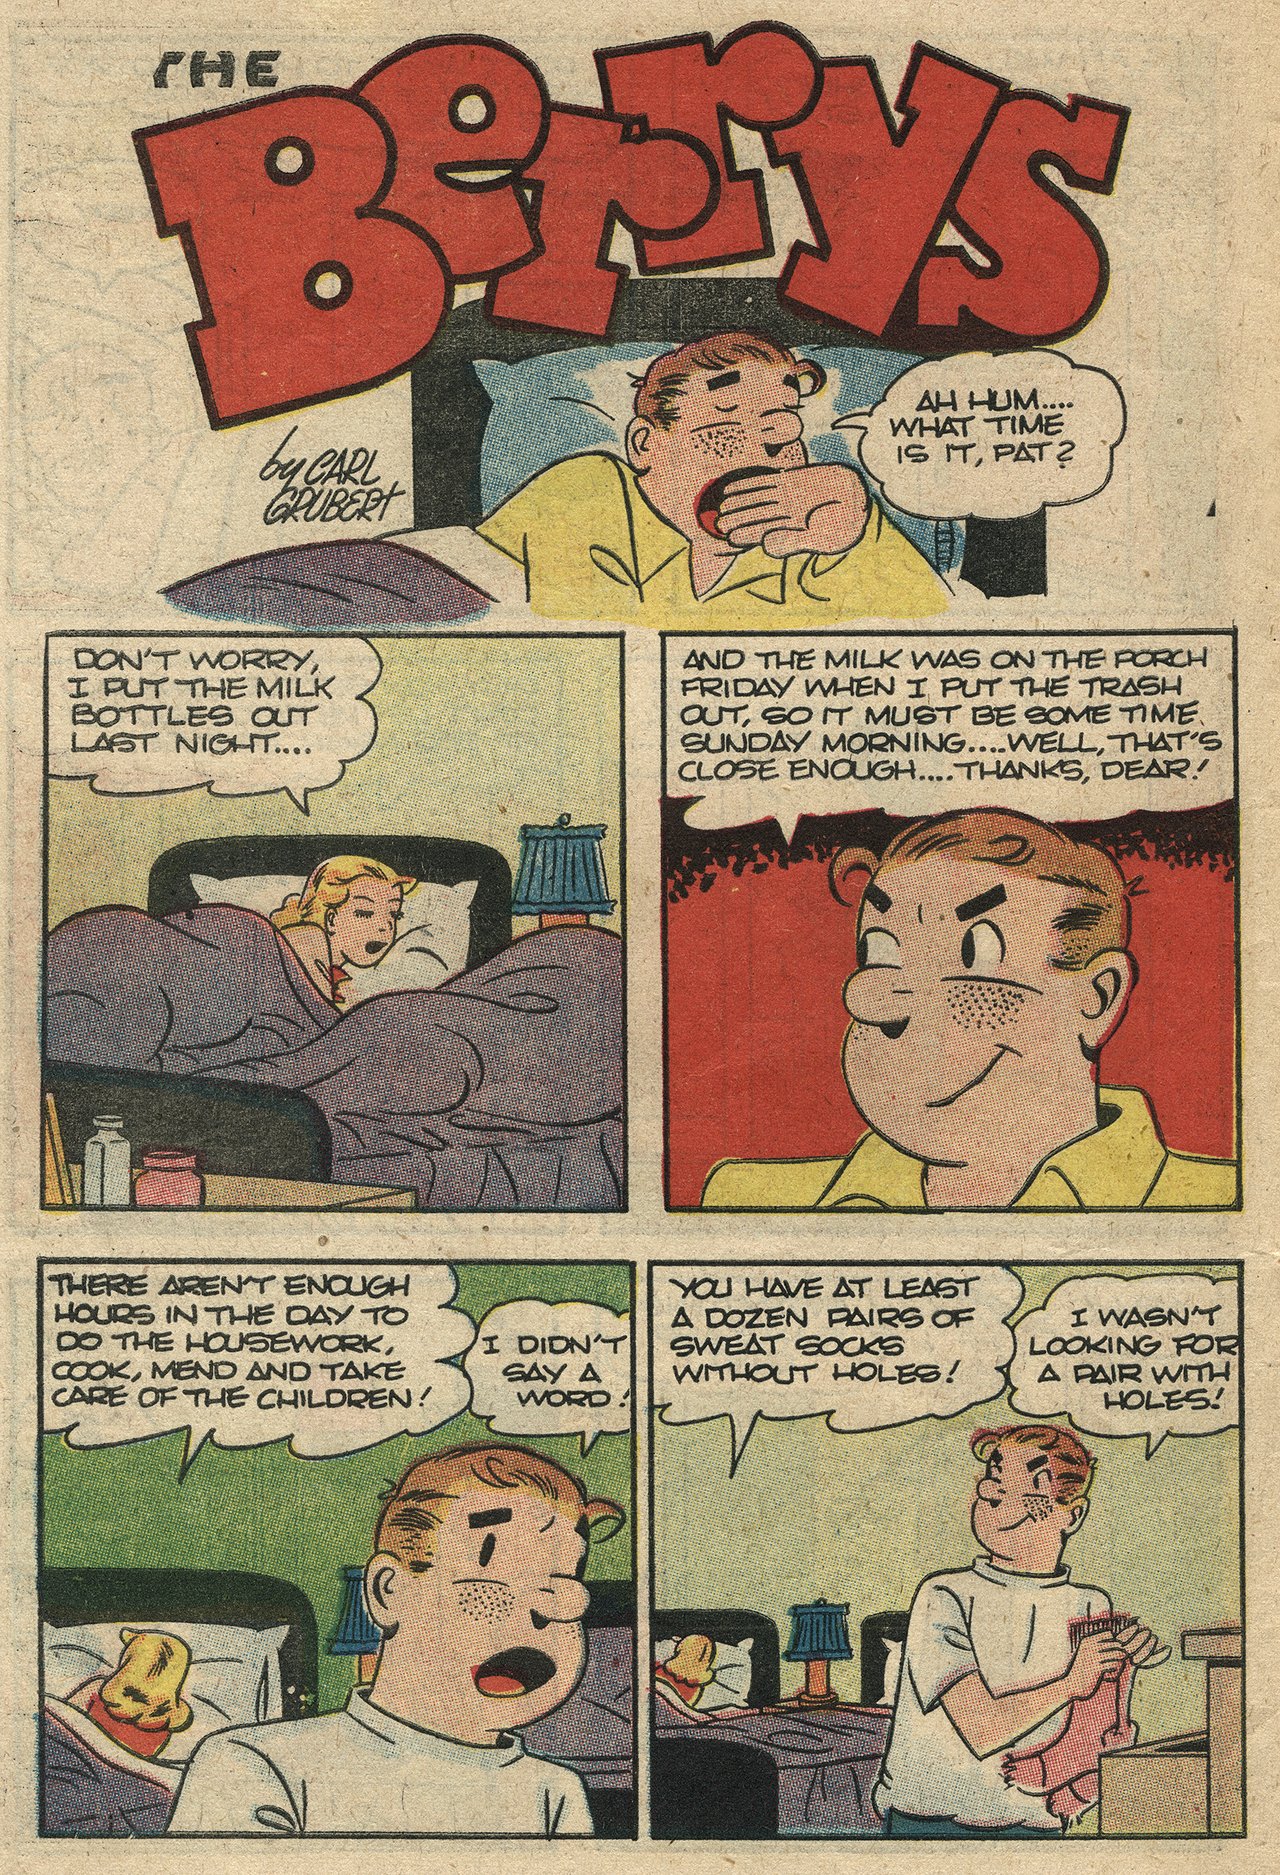 THE
BERRYS
by CARL
GRUBERT
AH HUM....
WHAT TIME
IS IT, PAT?
DON'T WORRY,
I PUT THE MILK
BOTTLES OUT
LAST NIGHT....
AND THE MILK WAS ON THE PORCH
FRIDAY WHEN I PUT THE TRASH
OUT, SO IT MUST BE SOME TIME
SUNDAY MORNING....WELL, THAT'S
CLOSE ENOUGH....THANKS, DEAR!
THERE AREN'T ENOUGH
HOURS IN THE DAY TO
DO THE HOUSEWORK,
COOK, MEND AND TAKE
CARE OF THE CHILDREN!
I DIDN'T
SAY A
WORD!
YOU HAVE AT LEAST
A DOZEN PAIRS OF
SWEAT SOCKS
WITHOUT HOLES!
I WASN'T
LOOKING FOR
A PAIR WITH
HOLES!